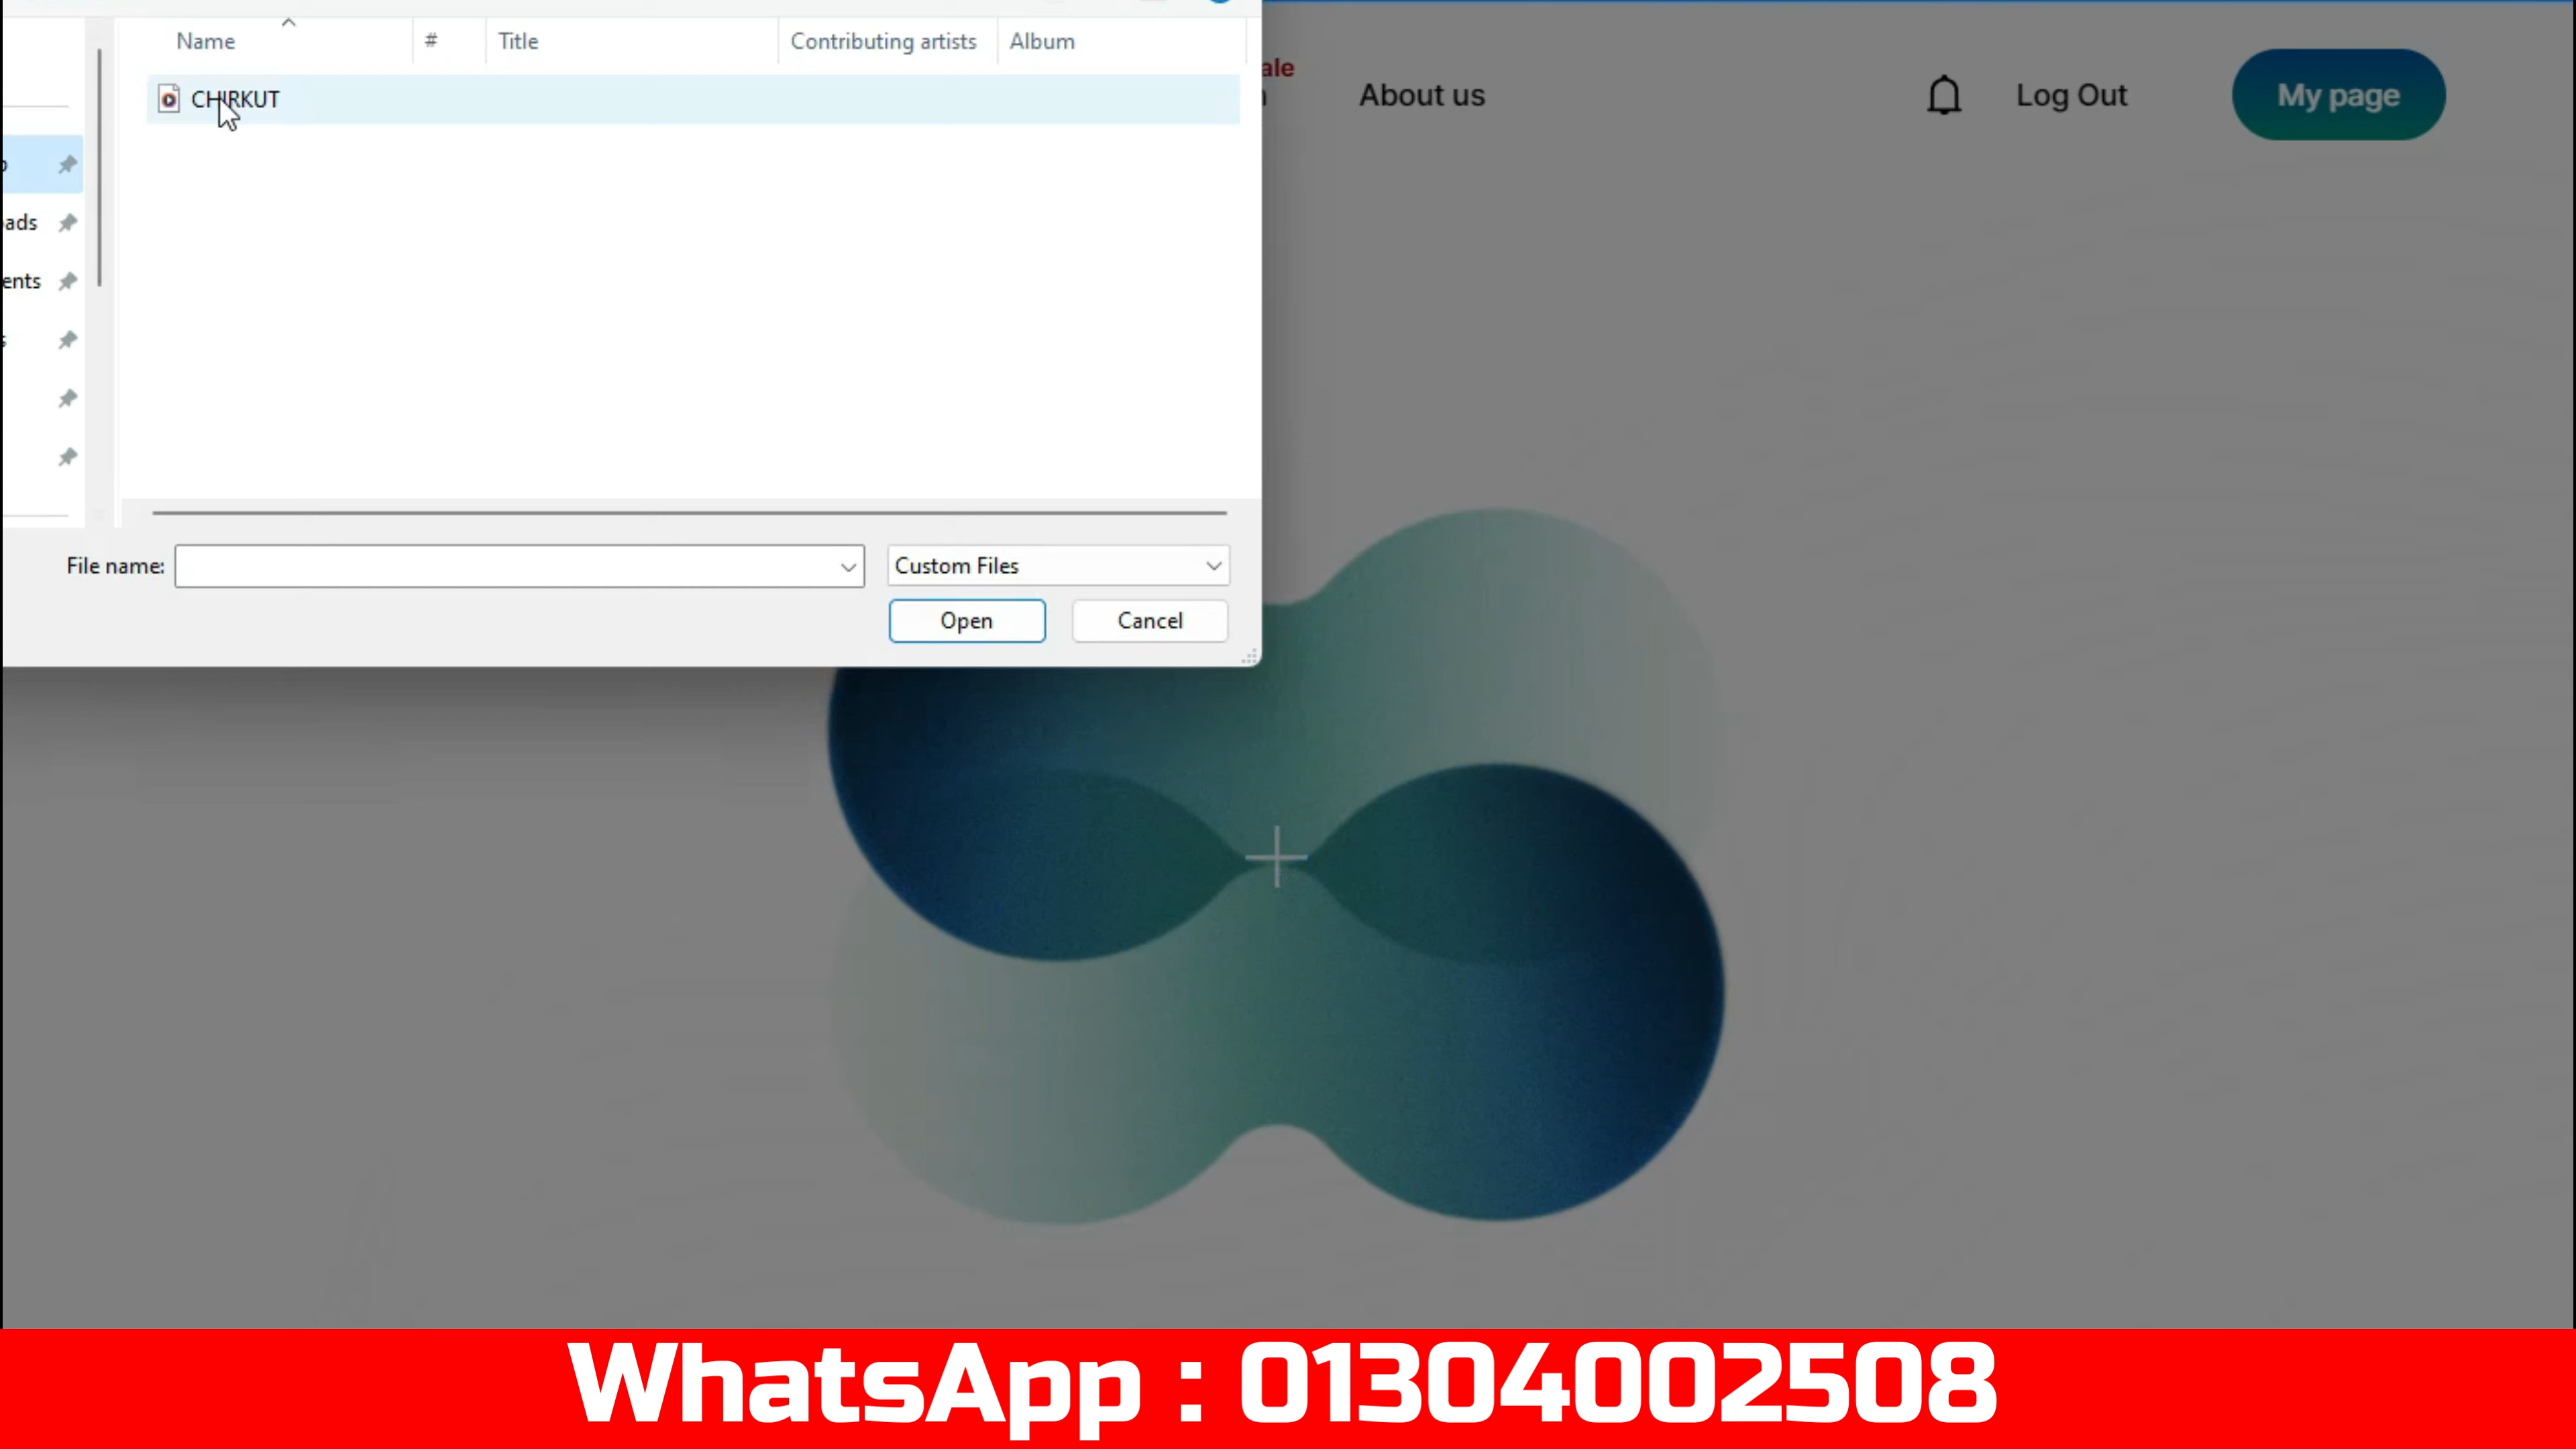 Name # Title Contributing artists Album
CHIRKUT
ale
About us
Log Out
My page
ads
ents
File name:
Custom Files
Open
Cancel
WhatsApp : 01304002508